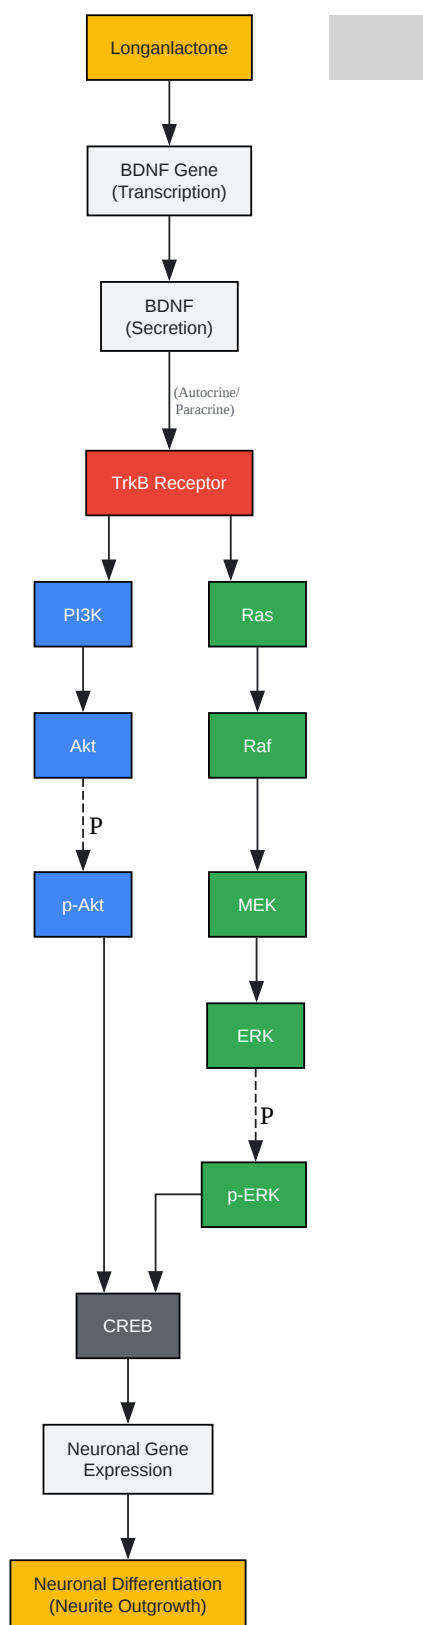 Longanlactone
BDNF Gene
(Transcription)
BDNF
(Secretion)
(Autocrine/
Paracrine)
TrkB Receptor
PI3K
Ras
Akt
Raf
P
p-Akt
MEK
ERK
P
p-ERK
CREB
Neuronal Gene
Expression
Neuronal Differentiation
(Neurite Outgrowth)